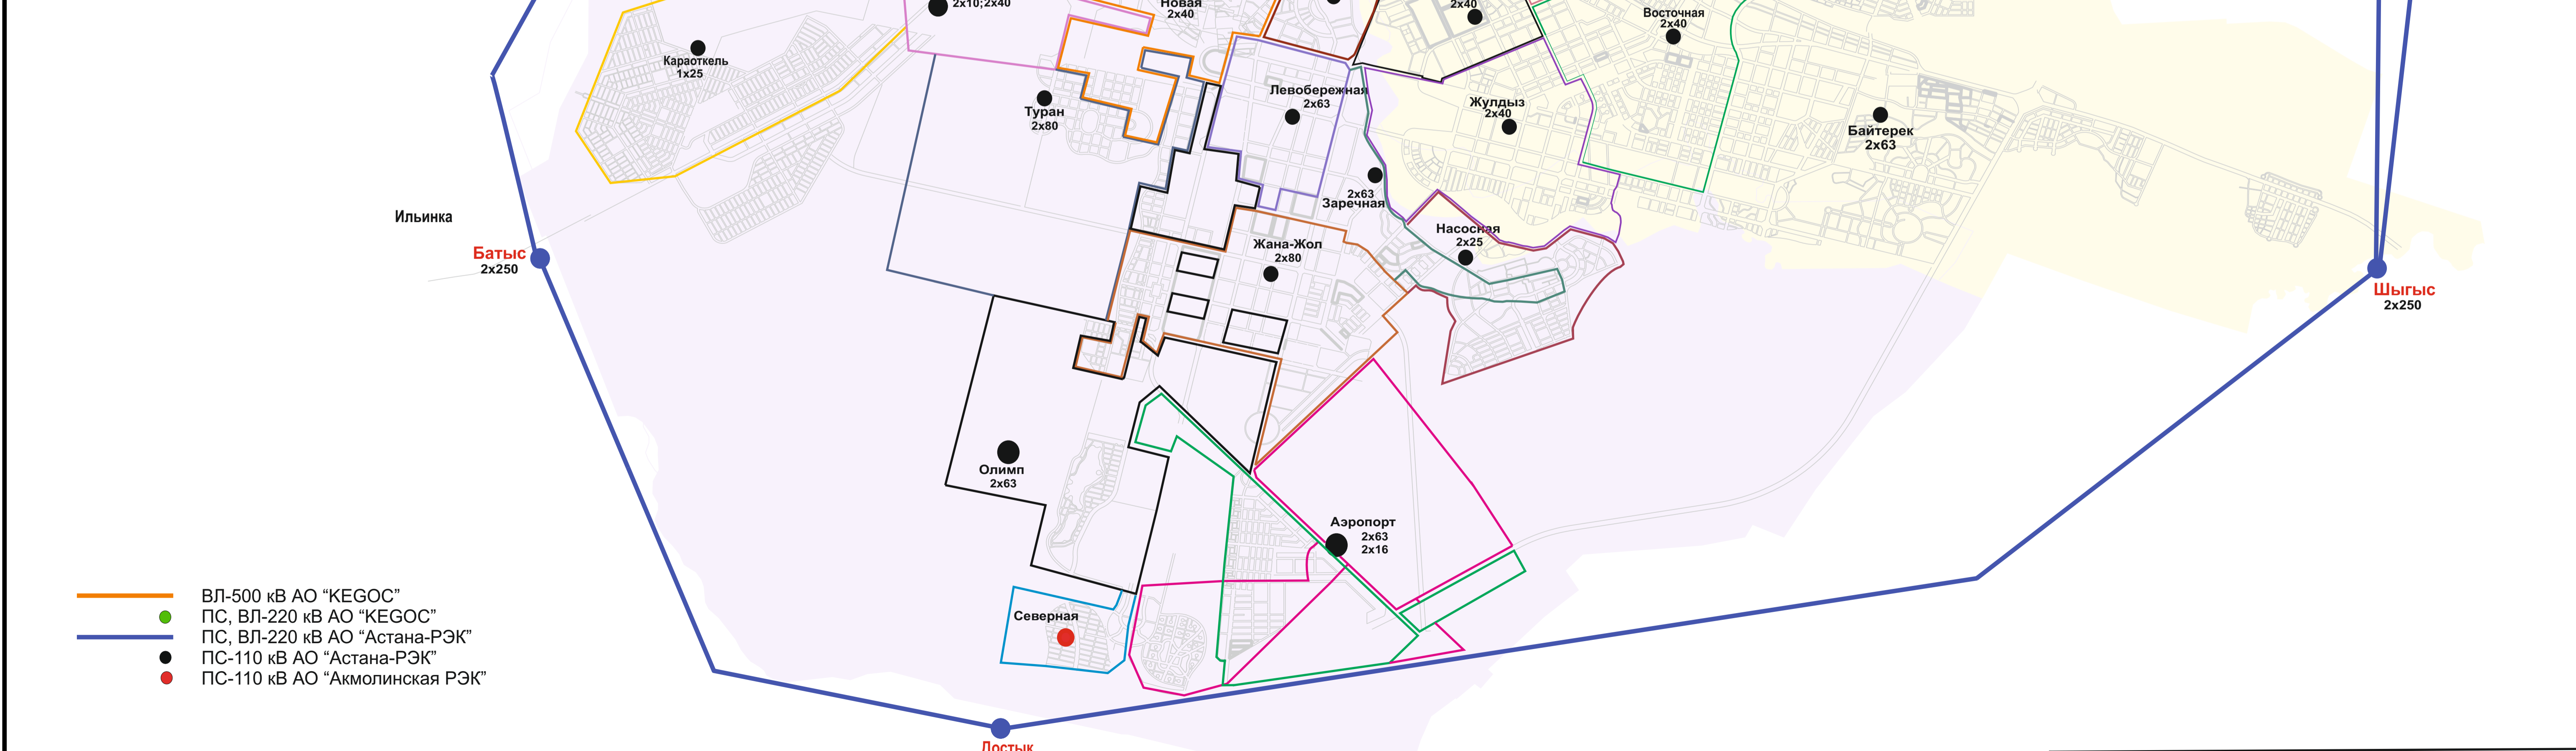 2x10;2x40
Новая
2x40
2x40
Восточная
2x40
Караоткель
1x25
Туран
2x80
Левобережная
2x63
Жулдыз
2x40
Байтерек
2x63
2x63
Заречная
Ильинка
Батыс
2x250
Жана-Жол
2x80
Насосная
2x25
Шыгыс
2x250
Олимп
2x63
Аэропорт
2x63
2x16
Северная
ВЛ-500 кВ АО “KEGOC”
ПС, ВЛ-220 кВ АО “KEGOC”
ПС, ВЛ-220 кВ АО “Астана-РЭК”
ПС-110 кВ АО “Астана-РЭК”
ПС-110 кВ АО “Акмолинская РЭК”
Достык